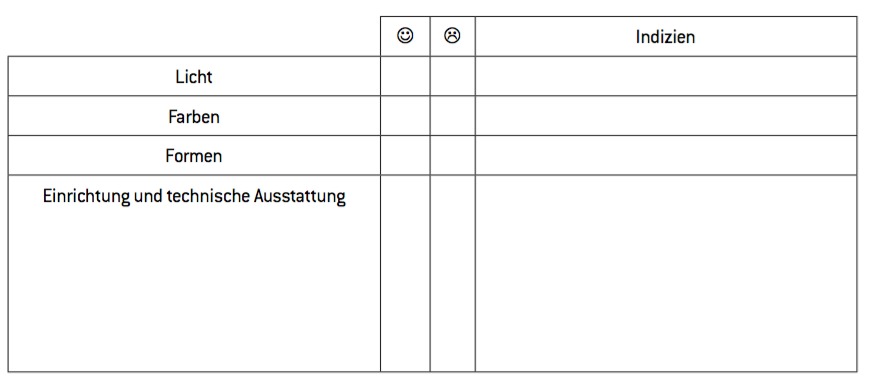 ☺ ☹ Indizien
Licht
Farben
Formen
Einrichtung und technische Ausstattung